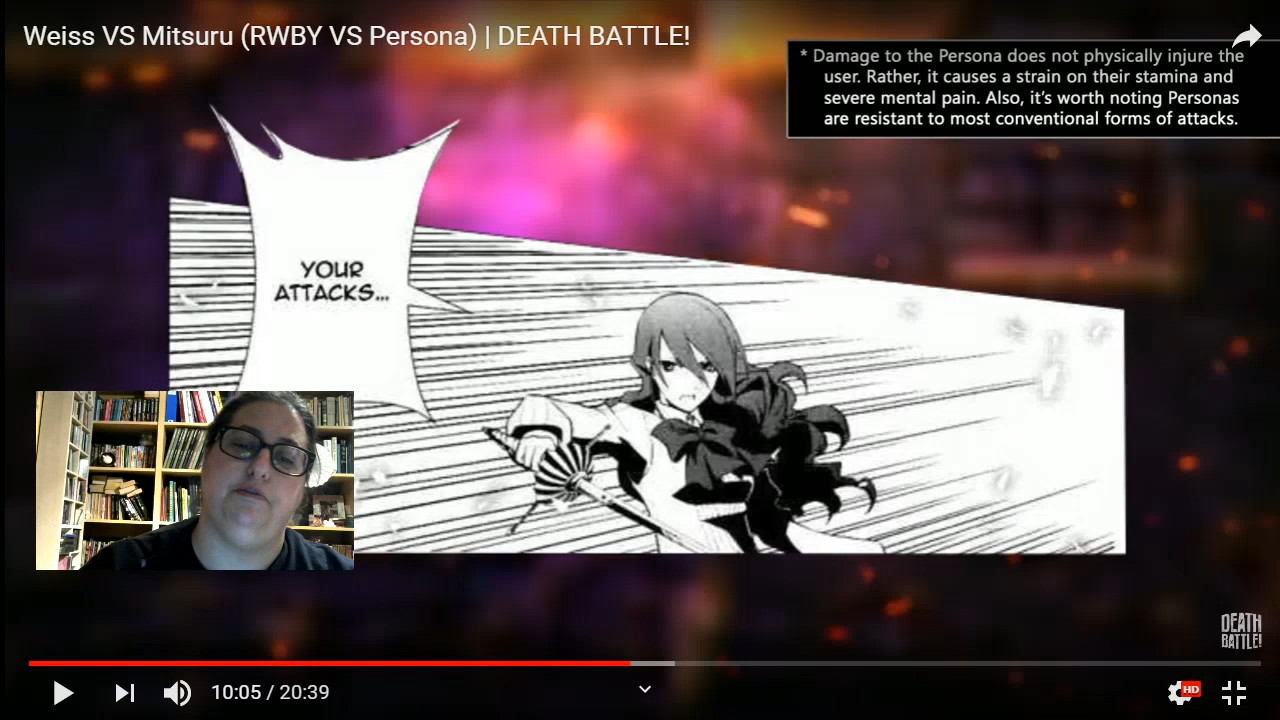 Weiss VS Mitsuru (RWBY VS Persona) | DEATH BATTLE!
* Damage to the Persona does not physically injure the
user. Rather, it causes a strain on their stamina and
severe mental pain. Also, it's worth noting Personas
are resistant to most conventional forms of attacks.
YOUR
ATTACKS...
DEATH
BATTLE!
10:05 / 20:39
HD